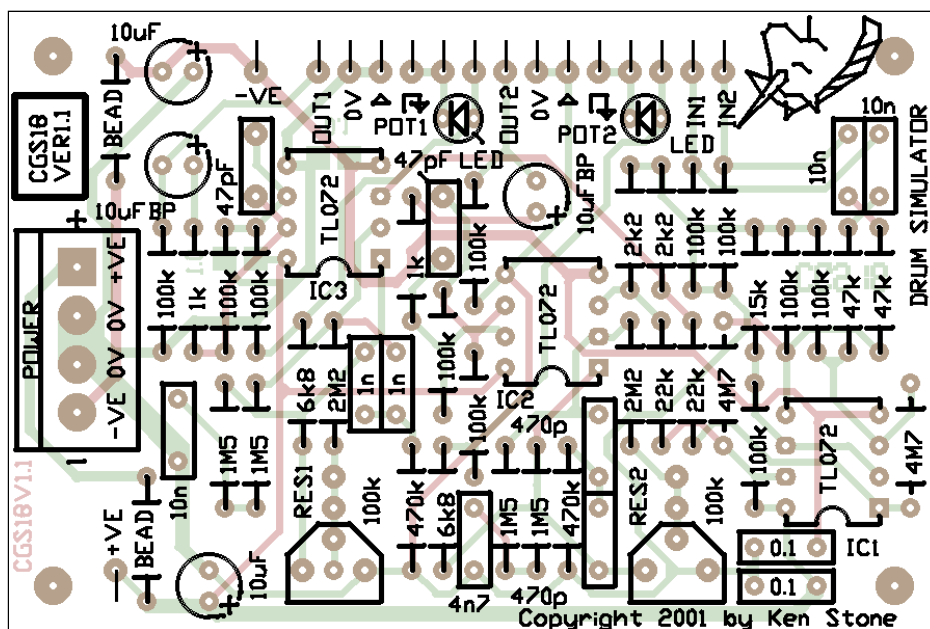 10uF
+
-VE
BEAD
CGS18
VER1.1
OUT1
0V
POT1
LED
OUT2
0V
POT2
LED
IN1
IN2
10n
10n
DRUM SIMULATOR
+
10uFBP
47pF
TL072
IC3
47pF
1k
100k
10uFBP
+
2k2
2k2
100k
100k
+
POWER
-VE 0V 0V +VE
100k
1k
100k
100k
15k
100k
100k
47k
47k
6k8
2M2
1n
1n
100k
100k
TL072
IC2
470p
2M2
22k
22k
4M7
100k
TL072
IC1
4M7
10n
1M5
1M5
RES1
100k
470k
6k8
4n7
1M5
1M5
470k
470p
RES2
100k
0.1
0.1
CGS18V1.1
+VE
BEAD
10uF
+
Copyright 2001 by Ken Stone